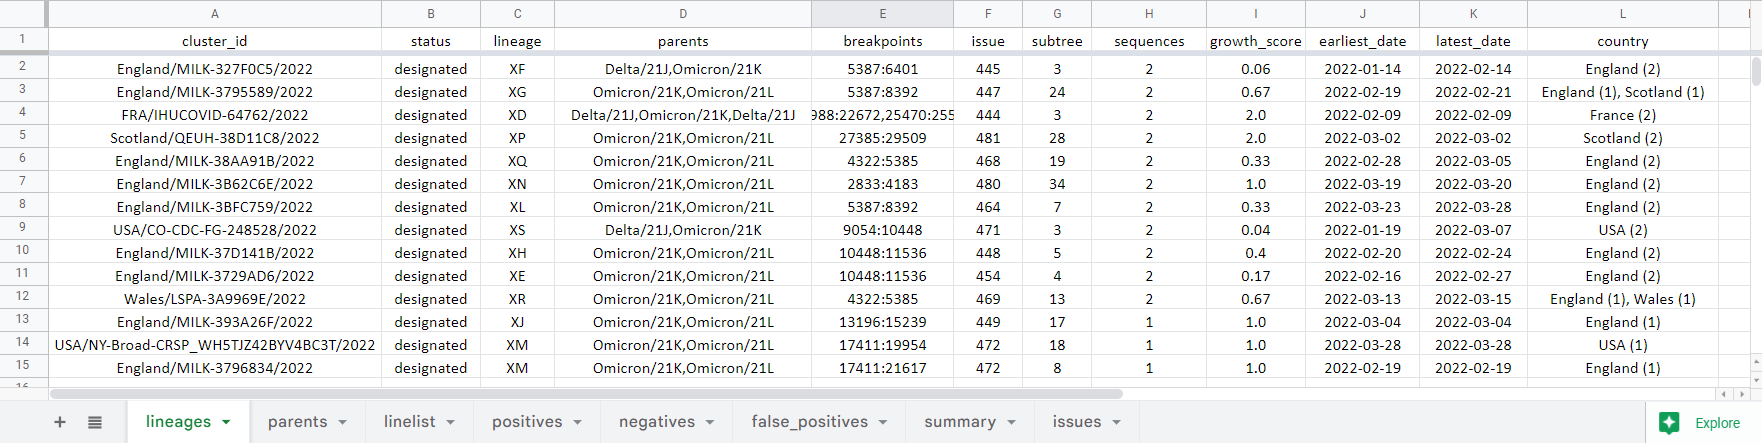 A B C D E F G H I J K L
1 cluster_id status lineage parents breakpoints issue subtree sequences growth_score earliest_date latest_date country
2 England/MILK-327F0C5/2022 designated XF Delta/21J,Omicron/21K 5387:6401 445 3 2 0.06 2022-01-14 2022-02-14 England (2)
3 England/MILK-3795589/2022 designated XG Omicron/21K,Omicron/21L 5387:8392 447 24 2 0.67 2022-02-19 2022-02-21 England (1), Scotland (1)
4 FRA/IHUCOVID-64762/2022 designated XD Delta/21J,Omicron/21K,Delta/21J 988:22672,25470:255 444 3 2 2.0 2022-02-09 2022-02-09 France (2)
5 Scotland/QEUH-38D11C8/2022 designated XP Omicron/21K,Omicron/21L 27385:29509 481 28 2 2.0 2022-03-02 2022-03-02 Scotland (2)
6 England/MILK-38AA91B/2022 designated XQ Omicron/21K,Omicron/21L 4322:5385 468 19 2 0.33 2022-02-28 2022-03-05 England (2)
7 England/MILK-3B62C6E/2022 designated XN Omicron/21K,Omicron/21L 2833:4183 480 34 2 1.0 2022-03-19 2022-03-20 England (2)
8 England/MILK-3BFC759/2022 designated XL Omicron/21K,Omicron/21L 5387:8392 464 7 2 0.33 2022-03-23 2022-03-28 England (2)
9 USA/CO-CDC-FG-248528/2022 designated XS Delta/21J,Omicron/21K 9054:10448 471 3 2 0.04 2022-01-19 2022-03-07 USA (2)
10 England/MILK-37D141B/2022 designated XH Omicron/21K,Omicron/21L 10448:11536 448 5 2 0.4 2022-02-20 2022-02-24 England (2)
11 England/MILK-3729AD6/2022 designated XE Omicron/21K,Omicron/21L 10448:11536 454 4 2 0.17 2022-02-16 2022-02-27 England (2)
12 Wales/LSPA-3A9969E/2022 designated XR Omicron/21K,Omicron/21L 4322:5385 469 13 2 0.67 2022-03-13 2022-03-15 England (1), Wales (1)
13 England/MILK-393A26F/2022 designated XJ Omicron/21K,Omicron/21L 13196:15239 449 17 1 1.0 2022-03-04 2022-03-04 England (1)
14 USA/NY-Broad-CRSP_WH5TJZ42BYV4BC3T/2022 designated XM Omicron/21K,Omicron/21L 17411:19954 472 18 1 1.0 2022-03-28 2022-03-28 USA (1)
15 England/MILK-3796834/2022 designated XM Omicron/21K,Omicron/21L 17411:21617 472 8 1 1.0 2022-02-19 2022-02-19 England (1)
lineages parents linelist positives negatives false_positives summary issues Explore